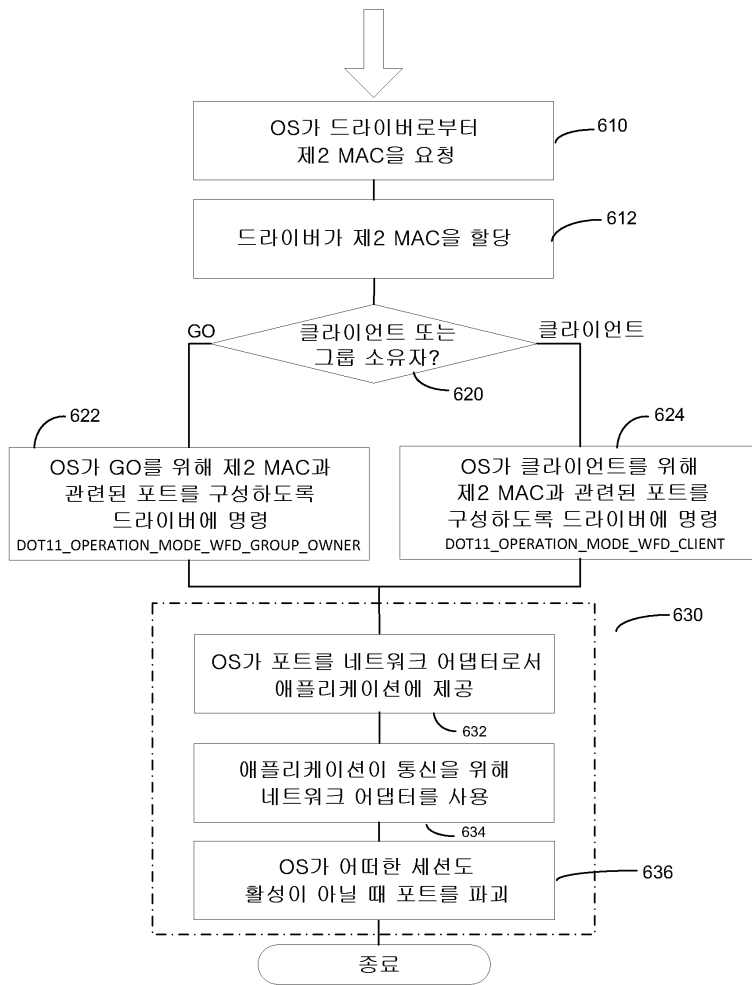 OS가 드라이버로부터
제2 MAC을 요청
610
드라이버가 제2 MAC을 할당
612
클라이언트 또는
그룹 소유자?
620
GO
클라이언트
622
OS가 GO를 위해 제2 MAC과
관련된 포트를 구성하도록
드라이버에 명령
DOT11_OPERATION_MODE_WFD_GROUP_OWNER
624
OS가 클라이언트를 위해
제2 MAC과 관련된 포트를
구성하도록 드라이버에 명령
DOT11_OPERATION_MODE_WFD_CLIENT
630
OS가 포트를 네트워크 어댑터로서
애플리케이션에 제공
632
애플리케이션이 통신을 위해
네트워크 어댑터를 사용
634
OS가 어떠한 세션도
활성이 아닐 때 포트를 파괴
636
종료